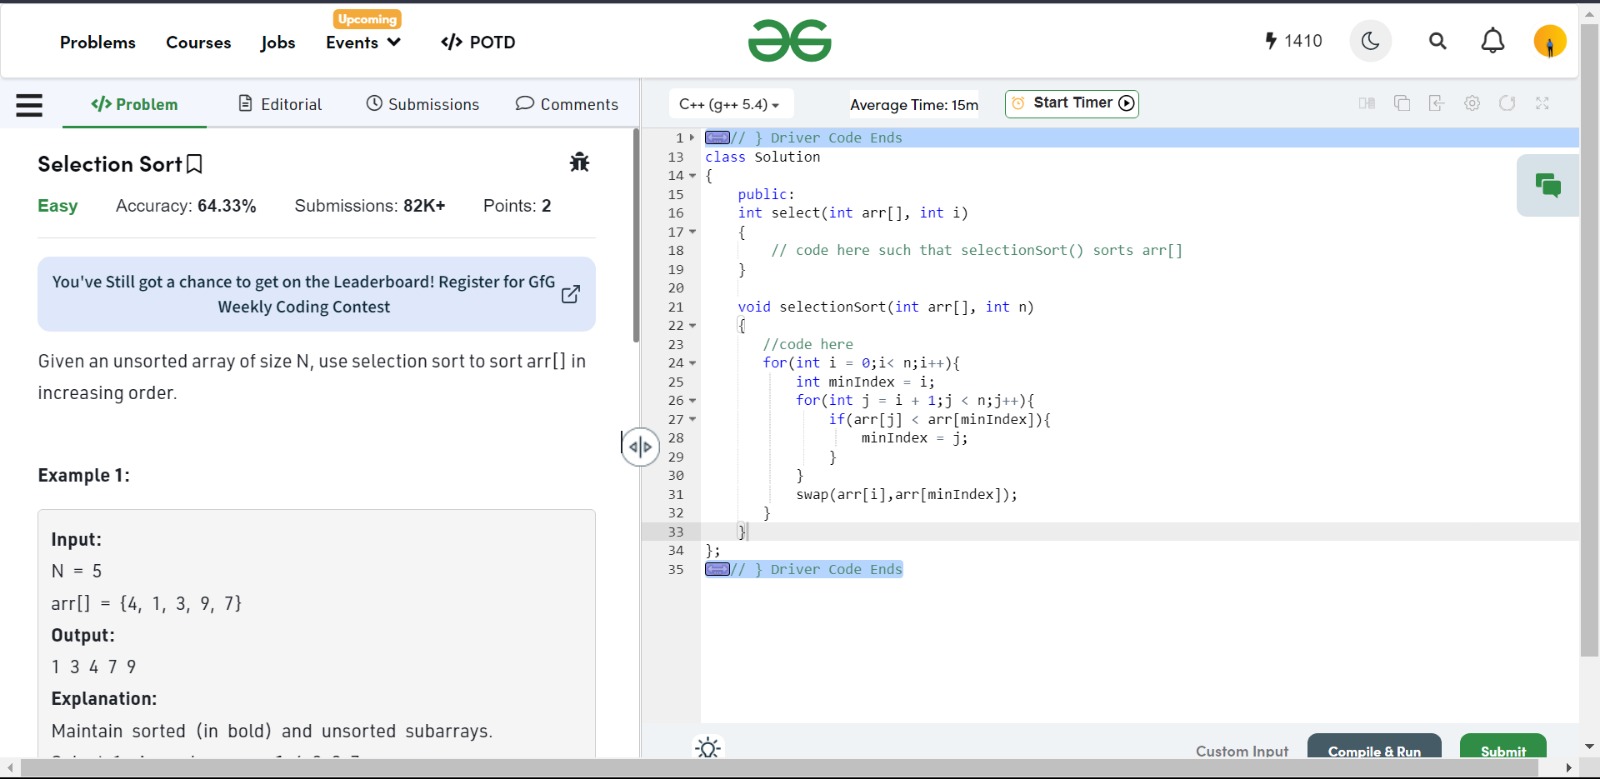 Upcoming
Problems Courses Jobs Events </> POTD
1410
</> Problem Editorial Submissions Comments
C++ (g++ 5.4) Average Time: 15m Start Timer
Selection Sort
Easy Accuracy: 64.33% Submissions: 82K+ Points: 2
You've Still got a chance to get on the Leaderboard! Register for GfG
Weekly Coding Contest
Given an unsorted array of size N, use selection sort to sort arr[] in
increasing order.
Example 1:
Input:
N = 5
arr[] = {4, 1, 3, 9, 7}
Output:
1 3 4 7 9
Explanation:
Maintain sorted (in bold) and unsorted subarrays.
1 // } Driver Code Ends
13 class Solution
14 {
15 public:
16 int select(int arr[], int i)
17 {
18 // code here such that selectionSort() sorts arr[]
19 }
20
21 void selectionSort(int arr[], int n)
22 {
23 //code here
24 for(int i = 0;i< n;i++){
25 int minIndex = i;
26 for(int j = i + 1;j < n;j++){
27 if(arr[j] < arr[minIndex]){
28 minIndex = j;
29 }
30 }
31 swap(arr[i],arr[minIndex]);
32 }
33 }
34 };
35 // } Driver Code Ends
Custom Input Compile & Run Submit